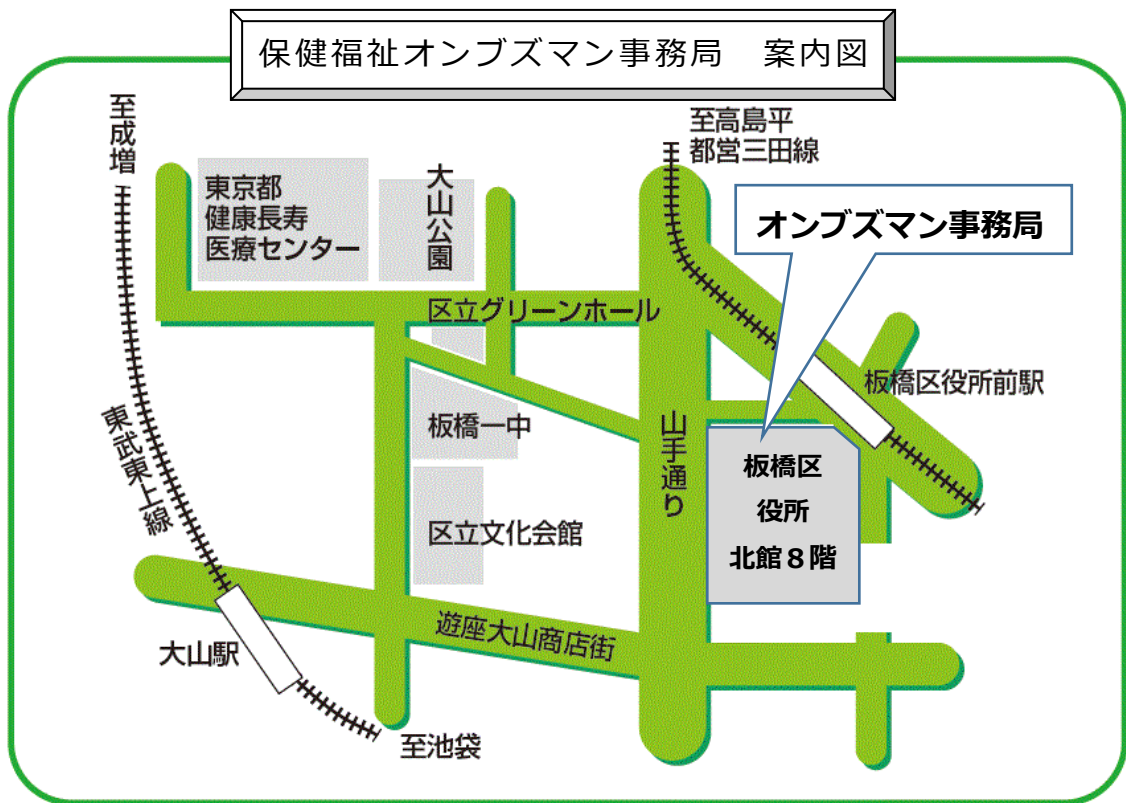 保健福祉オンブズマン事務局　案内図
至成増
至高島平
都営三田線
東京都
健康長寿
医療センター
大山公園
オンブズマン事務局
区立グリーンホール
板橋区役所前駅
東武東上線
板橋一中
山手通り
板橋区
役所
北館８階
区立文化会館
遊座大山商店街
大山駅
至池袋